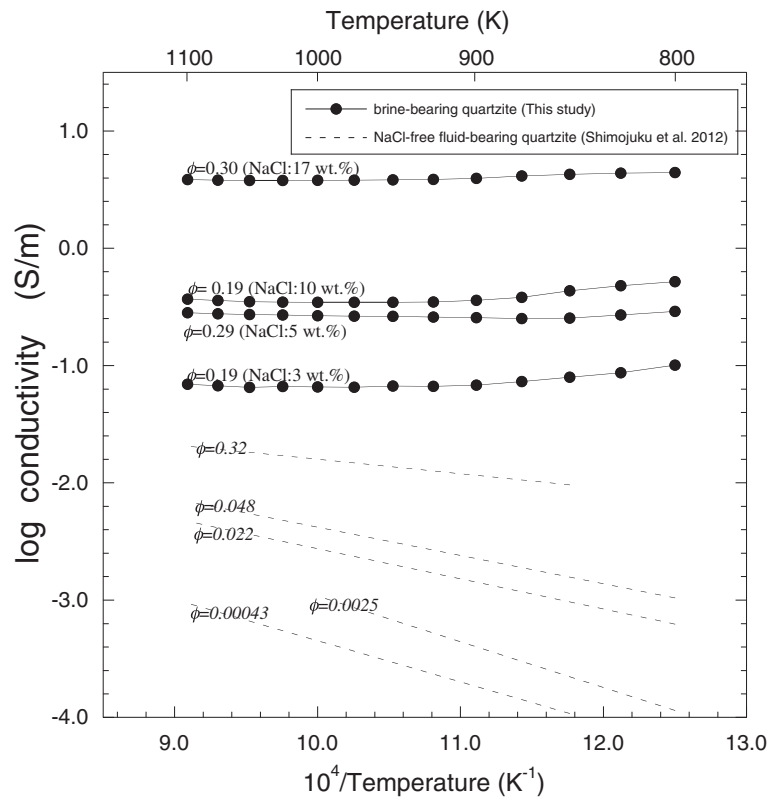 Temperature (K)
1100 1000 900 800
brine-bearing quartzite (This study)
NaCl-free fluid-bearing quartzite (Shimojuku et al. 2012)
1.0
ϕ=0.30 (NaCl:17 wt.%)
0.0
ϕ= 0.19 (NaCl:10 wt.%)
ϕ=0.29 (NaCl:5 wt.%)
-1.0
ϕ=0.19 (NaCl:3 wt.%)
ϕ=0.32
-2.0
ϕ=0.048
ϕ=0.022
-3.0
ϕ=0.0025
ϕ=0.00043
-4.0
log conductivity (S/m)
9.0 10.0 11.0 12.0 13.0
10⁴/Temperature (K⁻¹)